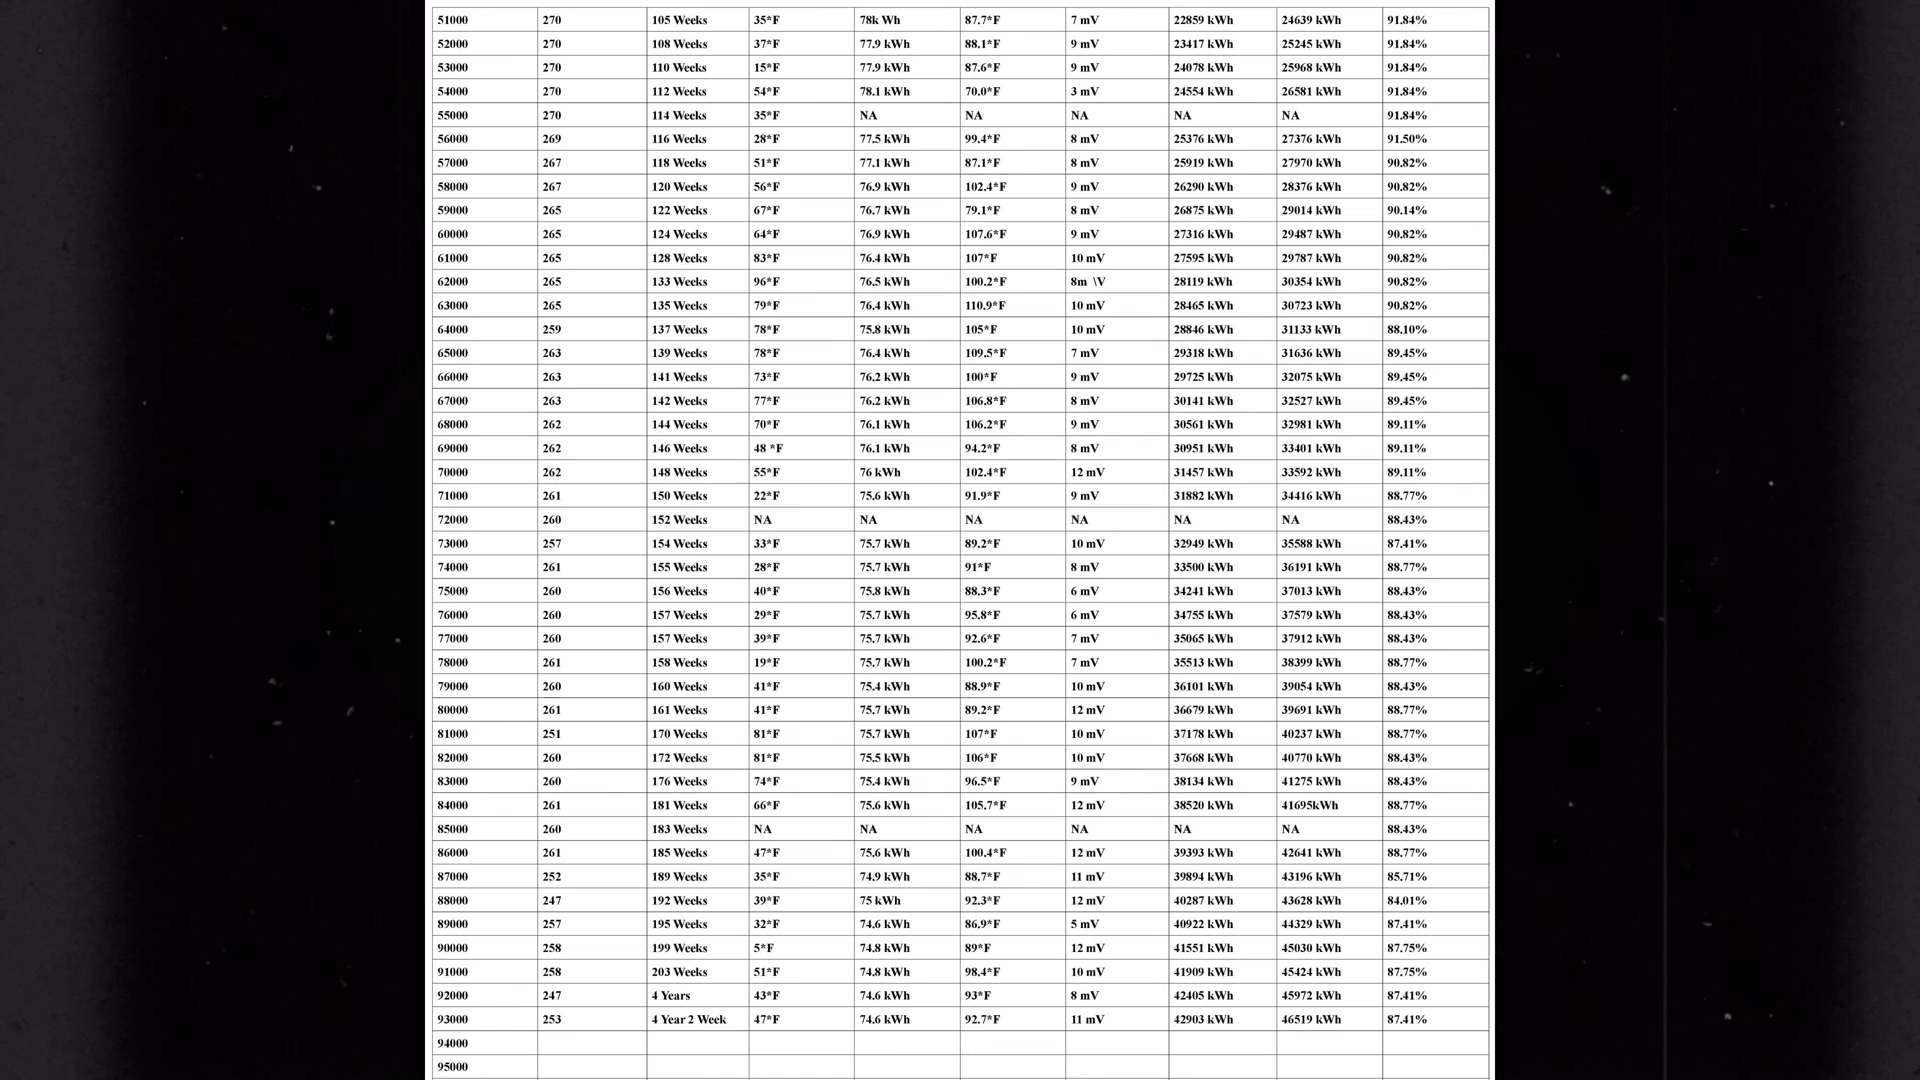 51000 270 105 Weeks 35*F 78k Wh 87.7*F 7 mV 22859 kWh 24639 kWh 91.84%
52000 270 108 Weeks 37*F 77.9 kWh 88.1*F 9 mV 23417 kWh 25245 kWh 91.84%
53000 270 110 Weeks 15*F 77.9 kWh 87.6*F 9 mV 24078 kWh 25968 kWh 91.84%
54000 270 112 Weeks 54*F 78.1 kWh 70.0*F 3 mV 24554 kWh 26581 kWh 91.84%
55000 270 114 Weeks 35*F NA NA NA NA NA 91.84%
56000 269 116 Weeks 28*F 77.5 kWh 99.4*F 8 mV 25376 kWh 27376 kWh 91.50%
57000 267 118 Weeks 51*F 77.1 kWh 87.1*F 8 mV 25919 kWh 27970 kWh 90.82%
58000 267 120 Weeks 56*F 76.9 kWh 102.4*F 9 mV 26290 kWh 28376 kWh 90.82%
59000 265 122 Weeks 67*F 76.7 kWh 79.1*F 8 mV 26875 kWh 29014 kWh 90.14%
60000 265 124 Weeks 64*F 76.9 kWh 107.6*F 9 mV 27316 kWh 29487 kWh 90.82%
61000 265 128 Weeks 83*F 76.4 kWh 107*F 10 mV 27595 kWh 29787 kWh 90.82%
62000 265 133 Weeks 96*F 76.5 kWh 100.2*F 8m \V 28119 kWh 30354 kWh 90.82%
63000 265 135 Weeks 79*F 76.4 kWh 110.9*F 10 mV 28465 kWh 30723 kWh 90.82%
64000 259 137 Weeks 78*F 75.8 kWh 105*F 10 mV 28846 kWh 31133 kWh 88.10%
65000 263 139 Weeks 78*F 76.4 kWh 109.5*F 7 mV 29318 kWh 31636 kWh 89.45%
66000 263 141 Weeks 73*F 76.2 kWh 100*F 9 mV 29725 kWh 32075 kWh 89.45%
67000 263 142 Weeks 77*F 76.2 kWh 106.8*F 8 mV 30141 kWh 32527 kWh 89.45%
68000 262 144 Weeks 70*F 76.1 kWh 106.2*F 9 mV 30561 kWh 32981 kWh 89.11%
69000 262 146 Weeks 48 *F 76.1 kWh 94.2*F 8 mV 30951 kWh 33401 kWh 89.11%
70000 262 148 Weeks 55*F 76 kWh 102.4*F 12 mV 31457 kWh 33592 kWh 89.11%
71000 261 150 Weeks 22*F 75.6 kWh 91.9*F 9 mV 31882 kWh 34416 kWh 88.77%
72000 260 152 Weeks NA NA NA NA NA NA 88.43%
73000 257 154 Weeks 33*F 75.7 kWh 89.2*F 10 mV 32949 kWh 35588 kWh 87.41%
74000 261 155 Weeks 28*F 75.7 kWh 91*F 8 mV 33500 kWh 36191 kWh 88.77%
75000 260 156 Weeks 40*F 75.8 kWh 88.3*F 6 mV 34241 kWh 37013 kWh 88.43%
76000 260 157 Weeks 29*F 75.7 kWh 95.8*F 6 mV 34755 kWh 37579 kWh 88.43%
77000 260 157 Weeks 39*F 75.7 kWh 92.6*F 7 mV 35065 kWh 37912 kWh 88.43%
78000 261 158 Weeks 19*F 75.7 kWh 100.2*F 7 mV 35513 kWh 38399 kWh 88.77%
79000 260 160 Weeks 41*F 75.4 kWh 88.9*F 10 mV 36101 kWh 39054 kWh 88.43%
80000 261 161 Weeks 41*F 75.7 kWh 89.2*F 12 mV 36679 kWh 39691 kWh 88.77%
81000 251 170 Weeks 81*F 75.7 kWh 107*F 10 mV 37178 kWh 40237 kWh 88.77%
82000 260 172 Weeks 81*F 75.5 kWh 106*F 10 mV 37668 kWh 40770 kWh 88.43%
83000 260 176 Weeks 74*F 75.4 kWh 96.5*F 9 mV 38134 kWh 41275 kWh 88.43%
84000 261 181 Weeks 66*F 75.6 kWh 105.7*F 12 mV 38520 kWh 41695kWh 88.77%
85000 260 183 Weeks NA NA NA NA NA NA 88.43%
86000 261 185 Weeks 47*F 75.6 kWh 100.4*F 12 mV 39393 kWh 42641 kWh 88.77%
87000 252 189 Weeks 35*F 74.9 kWh 88.7*F 11 mV 39894 kWh 43196 kWh 85.71%
88000 247 192 Weeks 39*F 75 kWh 92.3*F 12 mV 40287 kWh 43628 kWh 84.01%
89000 257 195 Weeks 32*F 74.6 kWh 86.9*F 5 mV 40922 kWh 44329 kWh 87.41%
90000 258 199 Weeks 5*F 74.8 kWh 89*F 12 mV 41551 kWh 45030 kWh 87.75%
91000 258 203 Weeks 51*F 74.8 kWh 98.4*F 10 mV 41909 kWh 45424 kWh 87.75%
92000 247 4 Years 43*F 74.6 kWh 93*F 8 mV 42405 kWh 45972 kWh 87.41%
93000 253 4 Year 2 Week 47*F 74.6 kWh 92.7*F 11 mV 42903 kWh 46519 kWh 87.41%
94000
95000